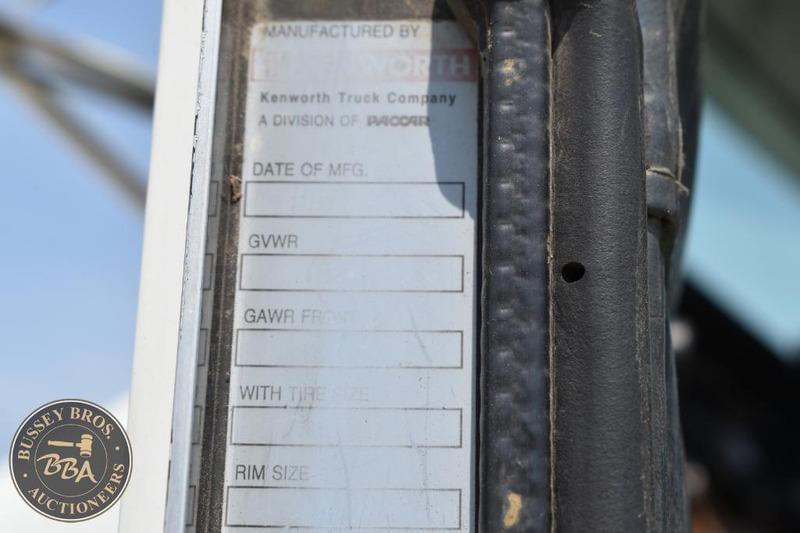 MANUFACTURED BY
KENWORTH
Kenworth Truck Company
A DIVISION OF PACCAR
DATE OF MFG.
GVWR
GAWR FRONT
WITH TIRE SIZE
RIM SIZE
BUSSEY BROS.
BBA
AUCTIONEERS